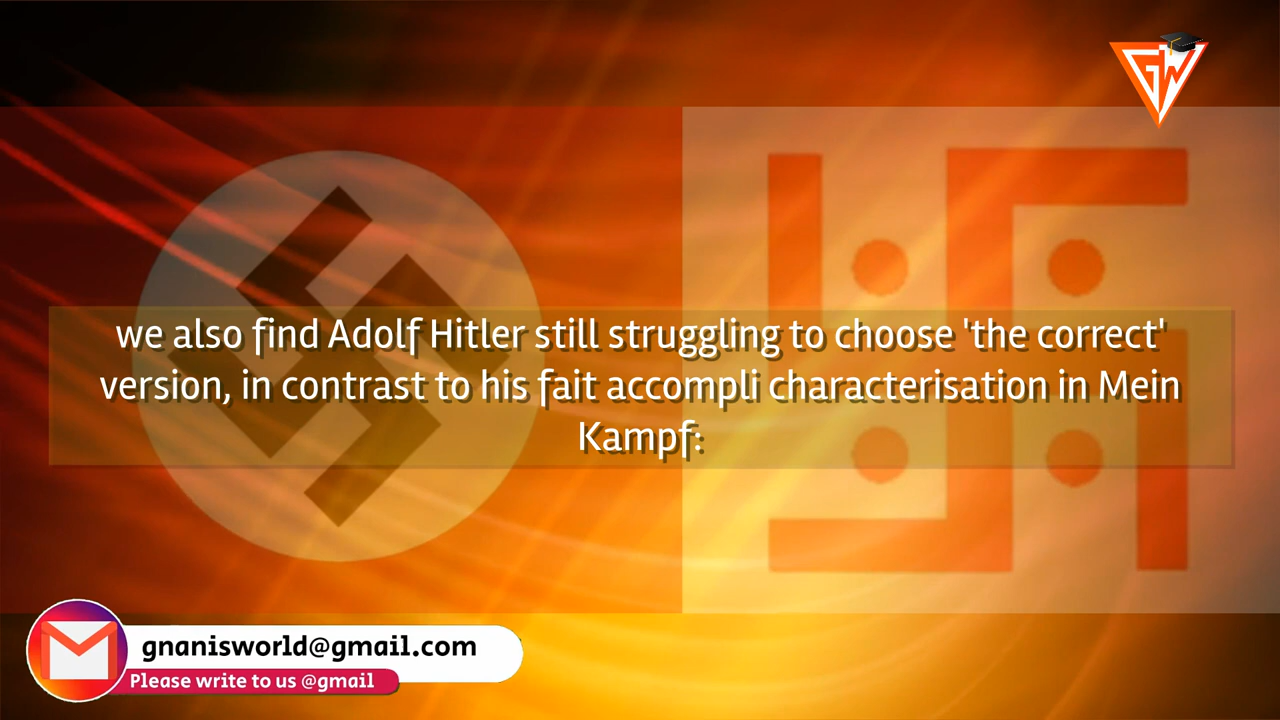 GW
we also find Adolf Hitler still struggling to choose 'the correct'
version, in contrast to his fait accompli characterisation in Mein
Kampf:
gnanisworld@gmail.com
Please write to us @gmail